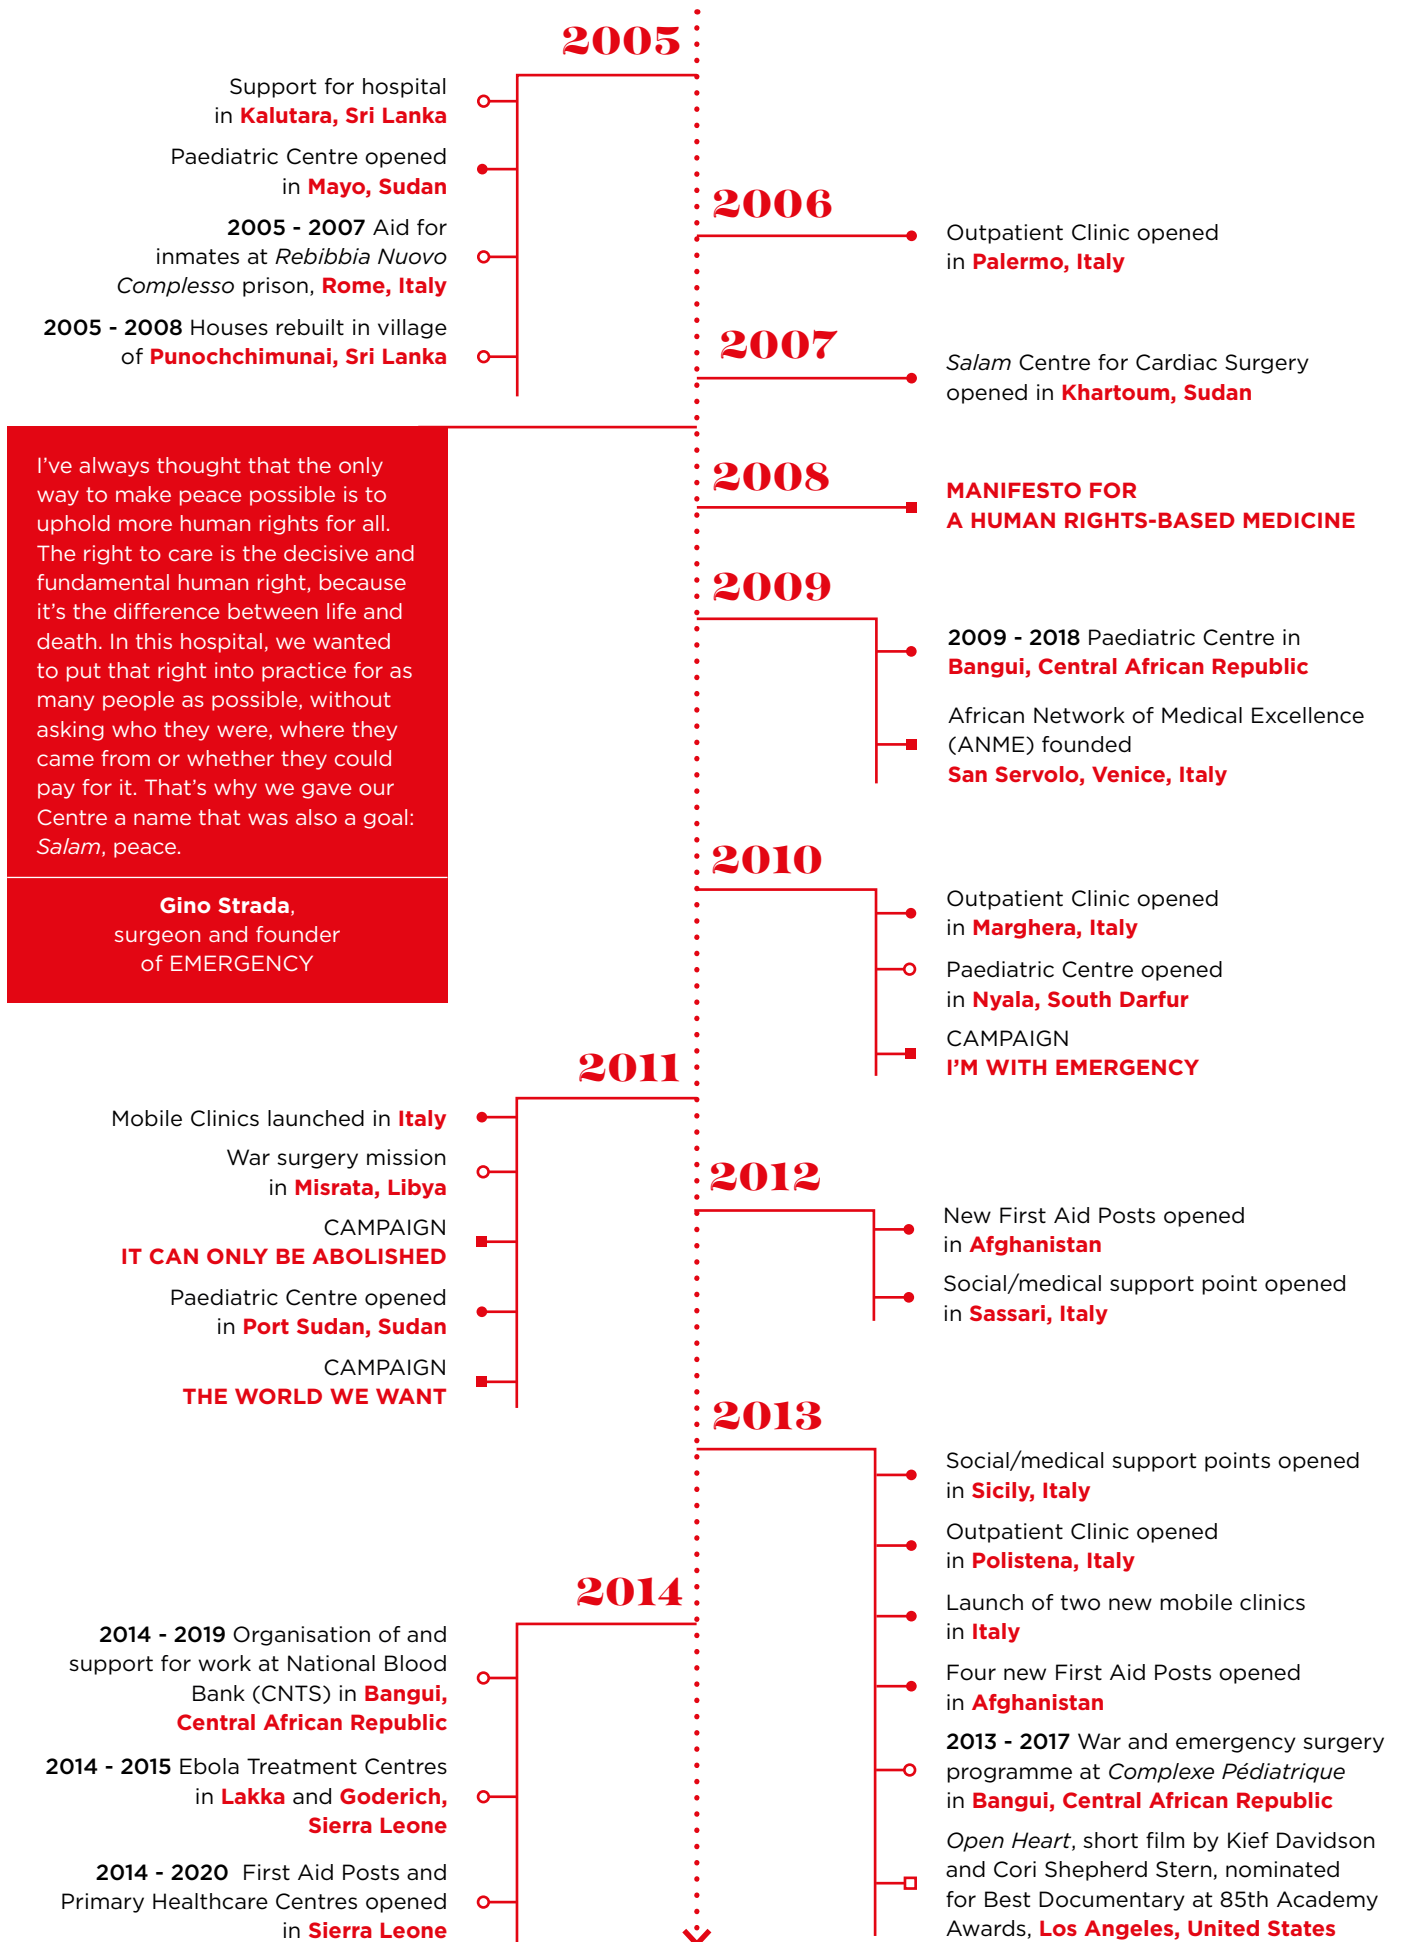 2005
Support for hospital
in Kalutara, Sri Lanka
Paediatric Centre opened
in Mayo, Sudan
2005 - 2007 Aid for
inmates at Rebibbia Nuovo
Complesso prison, Rome, Italy
2005 - 2008 Houses rebuilt in village
of Punochchimunai, Sri Lanka
2006
Outpatient Clinic opened
in Palermo, Italy
2007
Salam Centre for Cardiac Surgery
opened in Khartoum, Sudan
I've always thought that the only
way to make peace possible is to
uphold more human rights for all.
The right to care is the decisive and
fundamental human right, because
it's the difference between life and
death. In this hospital, we wanted
to put that right into practice for as
many people as possible, without
asking who they were, where they
came from or whether they could
pay for it. That's why we gave our
Centre a name that was also a goal:
Salam, peace.
Gino Strada,
surgeon and founder
of EMERGENCY
2008
MANIFESTO FOR
A HUMAN RIGHTS-BASED MEDICINE
2009
2009 - 2018 Paediatric Centre in
Bangui, Central African Republic
African Network of Medical Excellence
(ANME) founded
San Servolo, Venice, Italy
2010
Outpatient Clinic opened
in Marghera, Italy
Paediatric Centre opened
in Nyala, South Darfur
CAMPAIGN
I'M WITH EMERGENCY
2011
Mobile Clinics launched in Italy
War surgery mission
in Misrata, Libya
CAMPAIGN
IT CAN ONLY BE ABOLISHED
Paediatric Centre opened
in Port Sudan, Sudan
CAMPAIGN
THE WORLD WE WANT
2012
New First Aid Posts opened
in Afghanistan
Social/medical support point opened
in Sassari, Italy
2013
Social/medical support points opened
in Sicily, Italy
Outpatient Clinic opened
in Polistena, Italy
Launch of two new mobile clinics
in Italy
Four new First Aid Posts opened
in Afghanistan
2013 - 2017 War and emergency surgery
programme at Complexe Pédiatrique
in Bangui, Central African Republic
Open Heart, short film by Kief Davidson
and Cori Shepherd Stern, nominated
for Best Documentary at 85th Academy
Awards, Los Angeles, United States
2014
2014 - 2019 Organisation of and
support for work at National Blood
Bank (CNTS) in Bangui,
Central African Republic
2014 - 2015 Ebola Treatment Centres
in Lakka and Goderich,
Sierra Leone
2014 - 2020 First Aid Posts and
Primary Healthcare Centres opened
in Sierra Leone